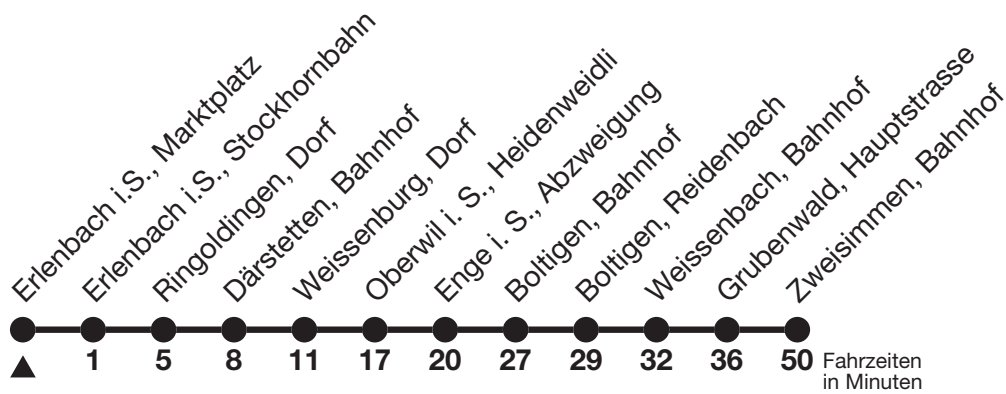 Erlenbach i.S., Marktplatz
Erlenbach i.S., Stockhornbahn
Ringoldingen, Dorf
Därstetten, Bahnhof
Weissenburg, Dorf
Oberwil i. S., Heidenweidli
Enge i. S., Abzweigung
Boltigen, Bahnhof
Boltigen, Reidenbach
Weissenbach, Bahnhof
Grubenwald, Hauptstrasse
Zweisimmen, Bahnhof
1 5 8 11 17 20 27 29 32 36 50 Fahrzeiten
in Minuten